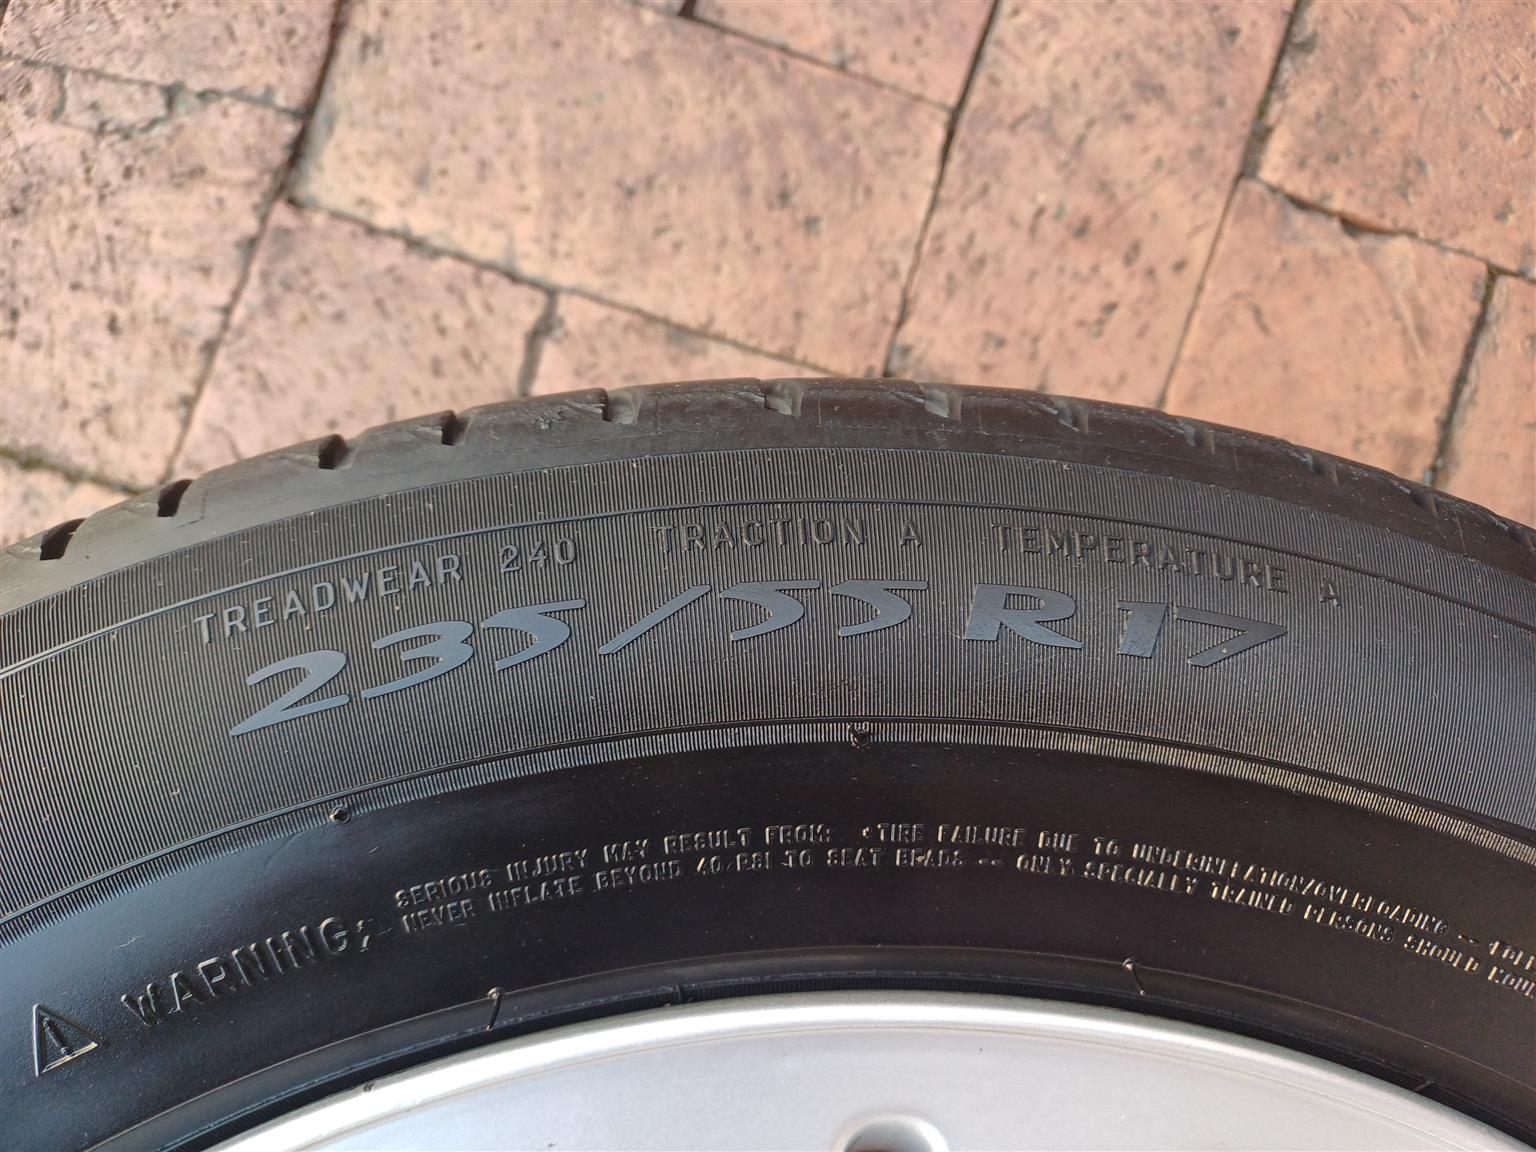 TREADWEAR 240 TRACTION A TEMPERATURE A
235/55R17
WARNING:
SERIOUS INJURY MAY RESULT FROM: •TIRE FAILURE DUE TO UNDERINFLATION/OVERLOADING --
NEVER INFLATE BEYOND 40 PSI TO SEAT BEADS -- ONLY SPECIALLY TRAINED PERSONS SHOULD